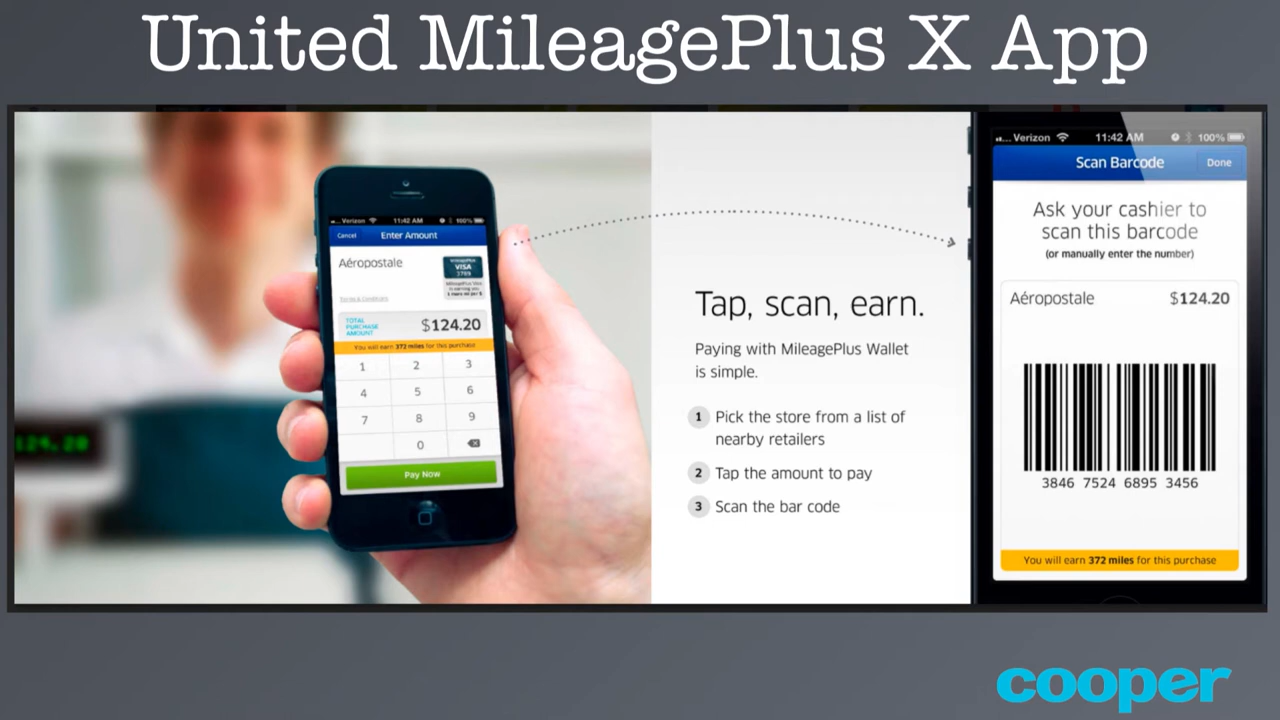 United MileagePlus X App
Verizon 11:42 AM 100%
Cancel Enter Amount
Aéropostale
VISA
Terms & Conditions
TOTAL
PURCHASE
AMOUNT
$124.20
You will earn 372 miles for this purchase
1 2 3
4 5 6
7 8 9
0
Pay Now
124.20
Tap, scan, earn.
Paying with MileagePlus Wallet
is simple.
1 Pick the store from a list of
nearby retailers
2 Tap the amount to pay
3 Scan the bar code
Verizon 11:42 AM 100%
Scan Barcode Done
Ask your cashier to
scan this barcode
(or manually enter the number)
Aéropostale $124.20
3846 7524 6895 3456
You will earn 372 miles for this purchase
cooper